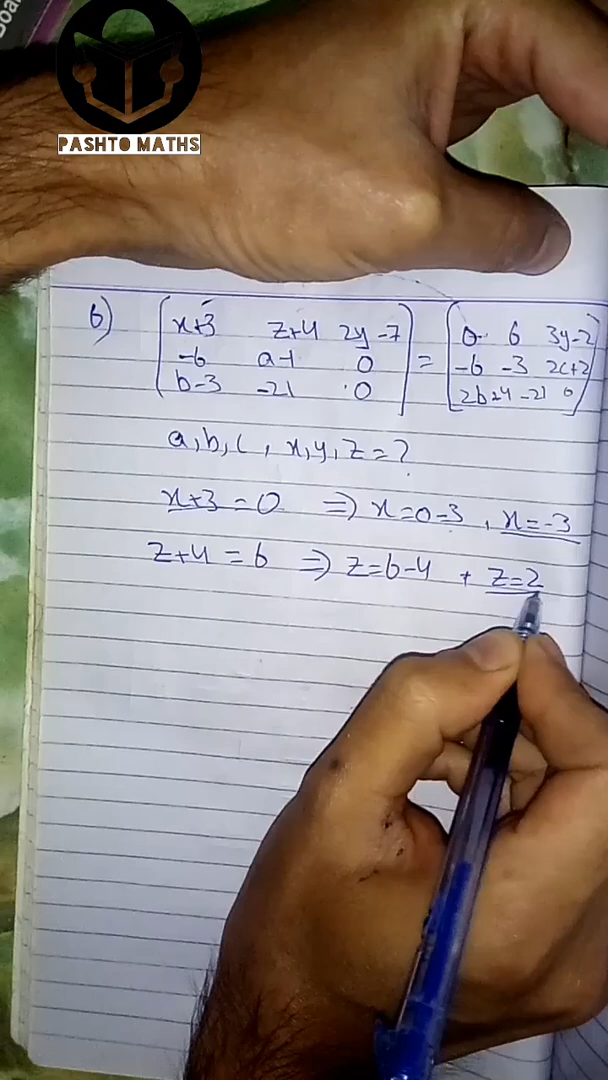 Boa
PASHTO MATHS
6) [x+3 z+4 2y-7
-6 a-1 0
b-3 -21 0] = [0 6 3y-2
-6 -3 2c+2
2b+4 -21 0]
a, b, c, x, y, z = ?
x+3 = 0 ⇒ x=0-3, x=-3
z+4 = 6 ⇒ z=6-4, z=2